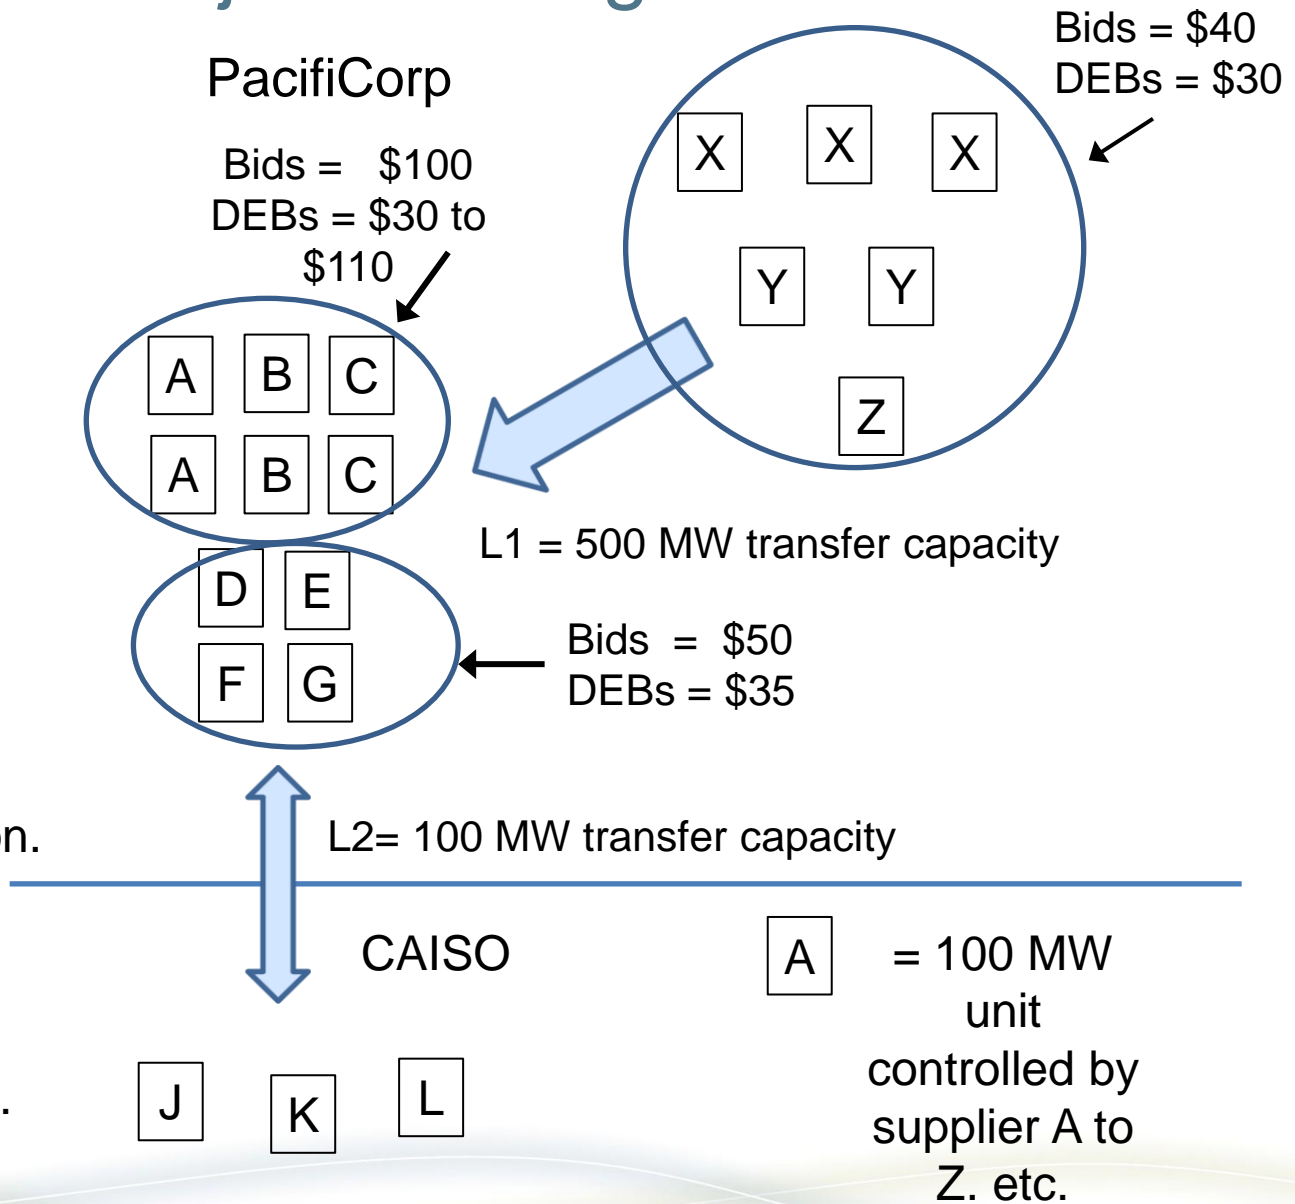 Bids = $40
DEBs = $30
PacifiCorp
Bids = $100
DEBs = $30 to
$110
X X X
Y Y
Z
A B C
A B C
L1 = 500 MW transfer capacity
D E
F G
Bids = $50
DEBs = $35
L2= 100 MW transfer capacity
CAISO
J K L
A = 100 MW
unit
controlled by
supplier A to
Z. etc.